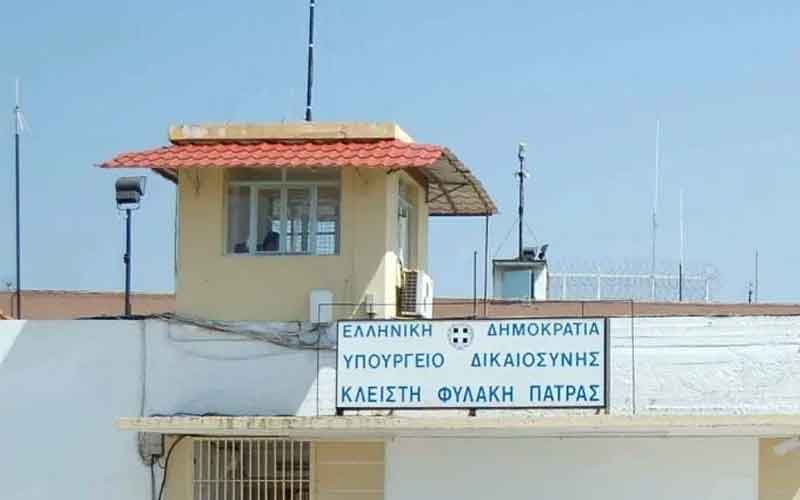 ΕΛΛΗΝΙΚΗ ΔΗΜΟΚΡΑΤΙΑ
ΥΠΟΥΡΓΕΙΟ ΔΙΚΑΙΟΣΥΝΗΣ
ΚΛΕΙΣΤΗ ΦΥΛΑΚΗ ΠΑΤΡΑΣ